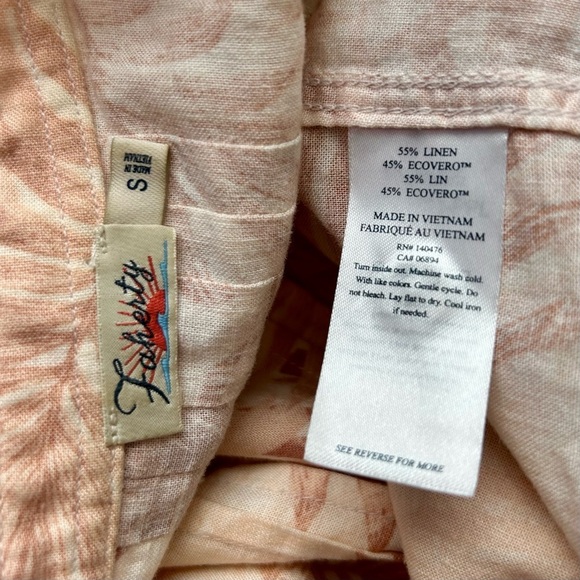 MADE IN
VIETNAM
S
Faherty
55% LINEN
45% ECOVERO™
55% LIN
45% ECOVERO™
MADE IN VIETNAM
FABRIQUÉ AU VIETNAM
RN# 140476
CA# 06894
Turn inside out. Machine wash cold.
With like colors. Gentle cycle. Do
not bleach. Lay flat to dry. Cool iron
if needed.
SEE REVERSE FOR MORE